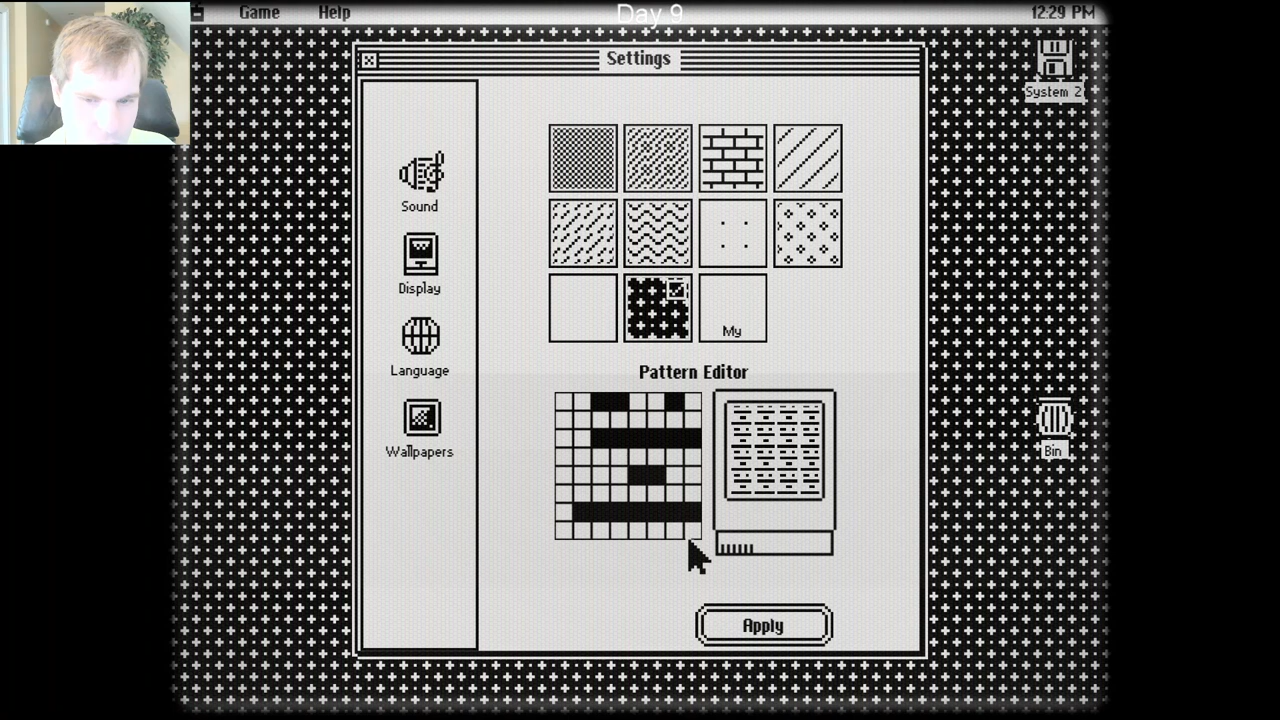 Game Help Day 9 12:29 PM
Settings
System 2
Sound
Display
Language
Wallpapers
My
Pattern Editor
Bin
Apply